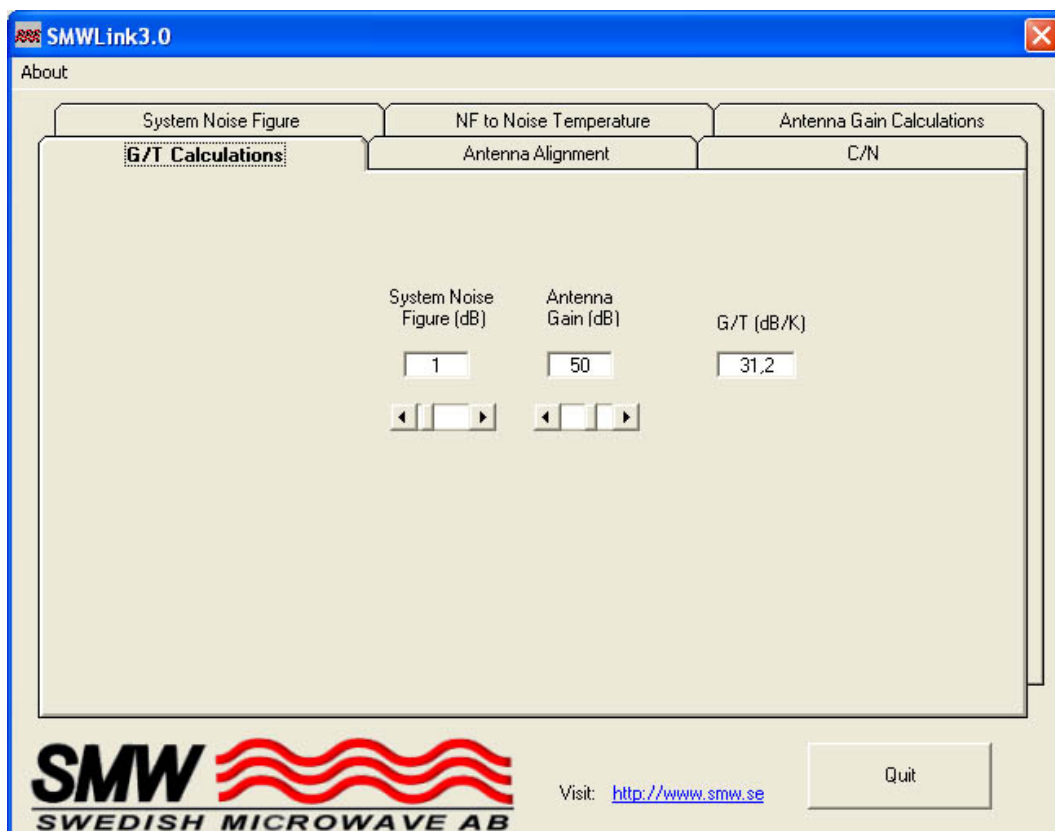 SMWLink3.0
About
System Noise Figure
NF to Noise Temperature
Antenna Gain Calculations
G/T Calculations
Antenna Alignment
C/N
System Noise
Figure (dB)
Antenna
Gain (dB)
G/T (dB/K)
1
50
31,2
SMW
SWEDISH MICROWAVE AB
Visit: http://www.smw.se
Quit